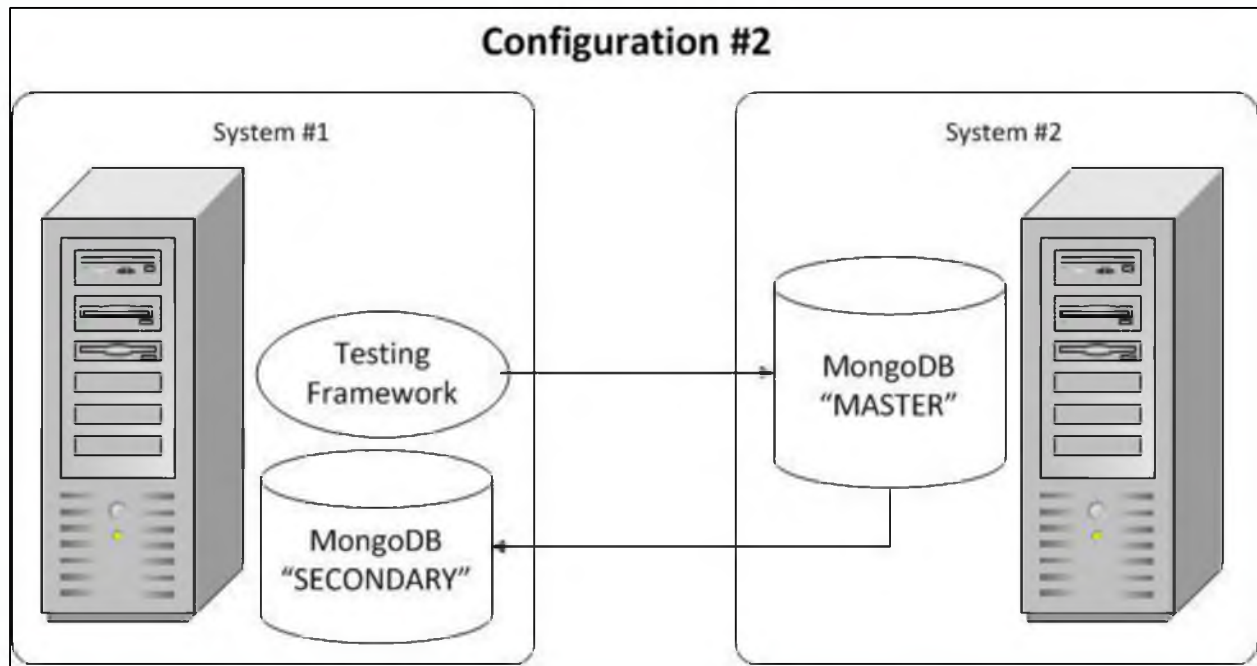 Configuration #2
System #1
System #2
Testing
Framework
MongoDB
“MASTER”
MongoDB
“SECONDARY”